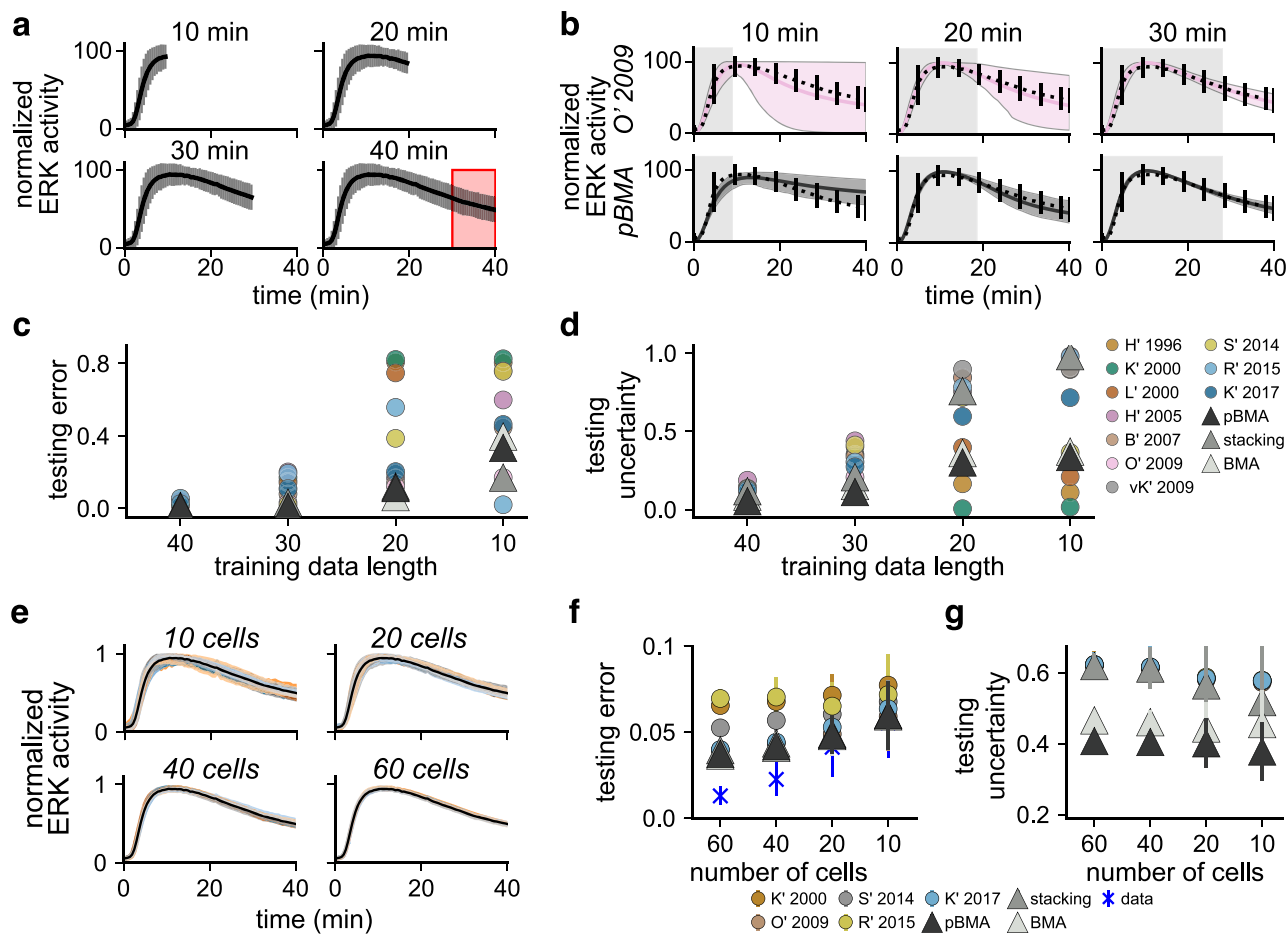 a
10 min
20 min
100
0
30 min
40 min
100
0
0
20
40
0
20
40
normalized
ERK activity
time (min)
b
10 min
20 min
30 min
100
0
100
0
0
20
40
0
20
40
0
20
40
normalized
ERK activity
O' 2009
pBMA
time (min)
c
testing error
0.8
0.4
0.0
40
30
20
10
training data length
d
testing
uncertainty
1.0
0.5
0.0
40
30
20
10
training data length
H' 1996
K' 2000
L' 2000
H' 2005
B' 2007
O' 2009
vK' 2009
S' 2014
R' 2015
K' 2017
pBMA
stacking
BMA
e
10 cells
20 cells
1
0
40 cells
60 cells
1
0
0
20
40
0
20
40
normalized
ERK activity
time (min)
f
testing error
0.1
0.05
0.0
60
40
20
10
number of cells
g
testing
uncertainty
0.6
0.4
0.2
60
40
20
10
number of cells
K' 2000
S' 2014
K' 2017
stacking
data
O' 2009
R' 2015
pBMA
BMA